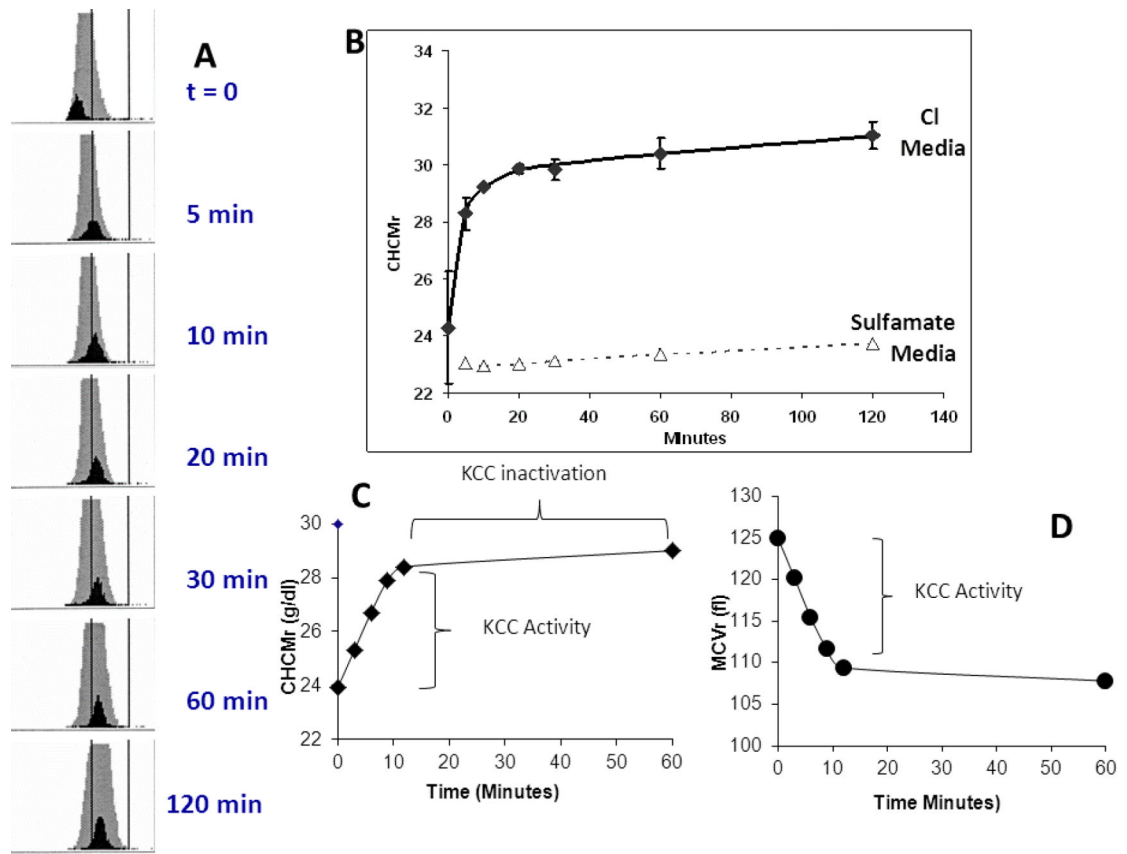 A
t = 0
5 min
10 min
20 min
30 min
60 min
120 min
B
34
32
30
28
26
24
22
CHCMr
0
20
40
60
80
100
120
140
Minutes
Cl
Media
Sulfamate
Media
C
KCC inactivation
30
28
26
24
22
CHCMr (g/dl)
KCC Activity
0
10
20
30
40
50
60
Time (Minutes)
D
130
125
120
115
110
105
100
MCVr (fl)
KCC Activity
0
10
20
30
40
50
60
Time Minutes)